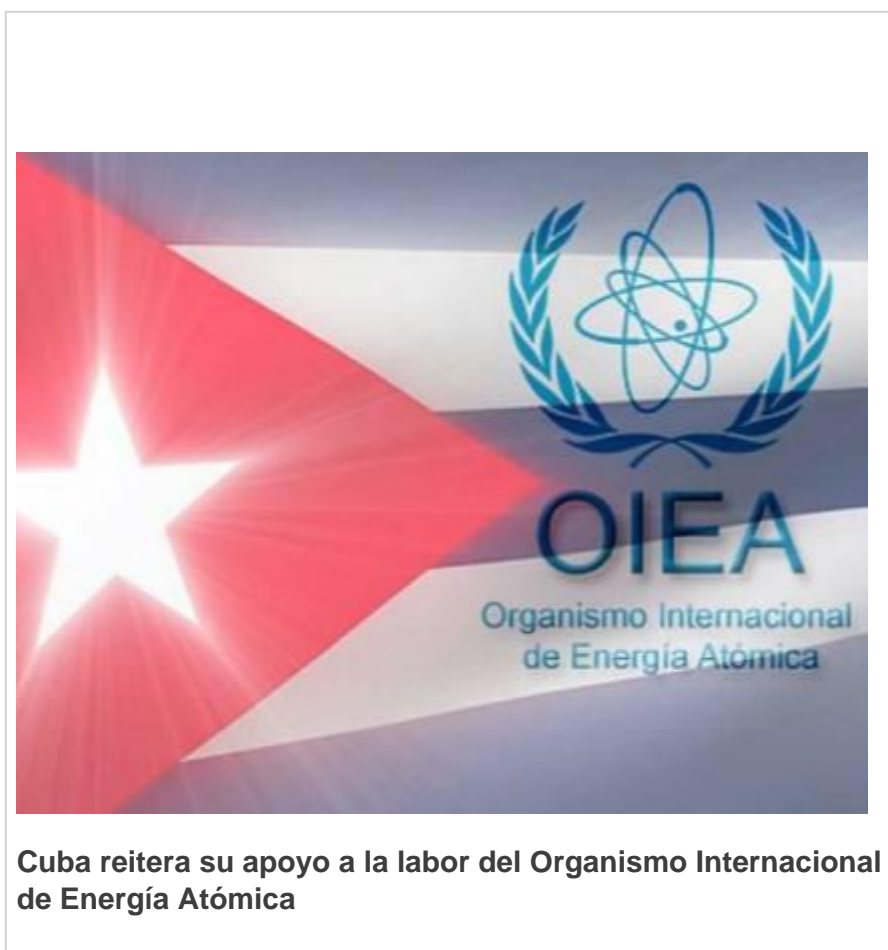 OIEA
Organismo Internacional
de Energía Atómica
Cuba reitera su apoyo a la labor del Organismo Internacional
de Energía Atómica